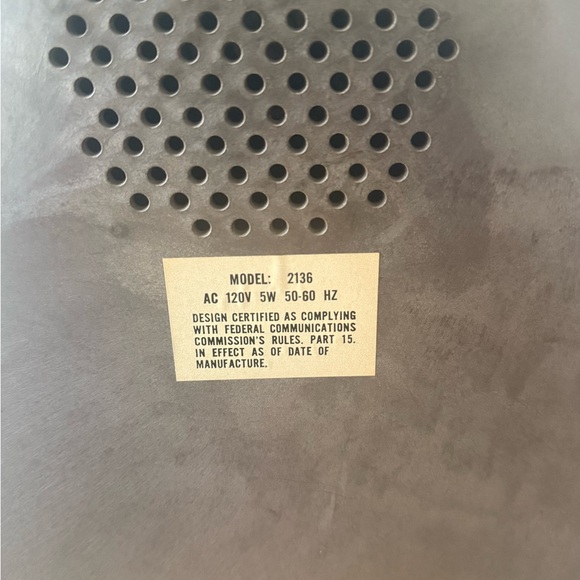 MODEL: 2136
AC 120V 5W 50-60 HZ
DESIGN CERTIFIED AS COMPLYING
WITH FEDERAL COMMUNICATIONS
COMMISSION'S RULES. PART 15.
IN EFFECT AS OF DATE OF
MANUFACTURE.